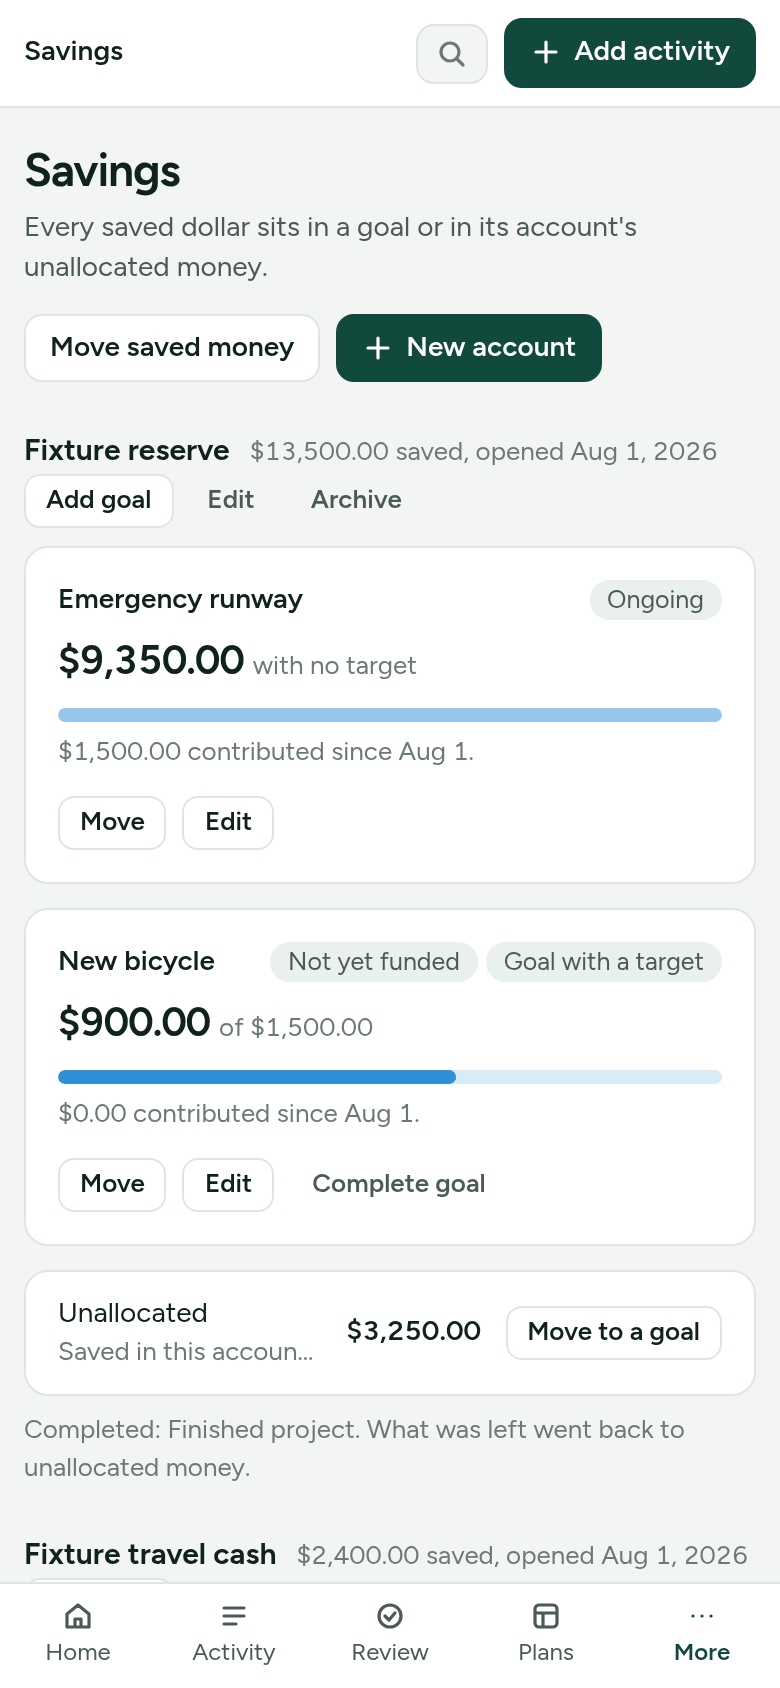 Savings
Add activity
Savings
Every saved dollar sits in a goal or in its account's
unallocated money.
Move saved money
New account
Fixture reserve $13,500.00 saved, opened Aug 1, 2026
Add goal Edit Archive
Emergency runway Ongoing
$9,350.00 with no target
$1,500.00 contributed since Aug 1.
Move Edit
New bicycle Not yet funded Goal with a target
$900.00 of $1,500.00
$0.00 contributed since Aug 1.
Move Edit Complete goal
Unallocated
Saved in this accoun...
$3,250.00
Move to a goal
Completed: Finished project. What was left went back to
unallocated money.
Fixture travel cash $2,400.00 saved, opened Aug 1, 2026
Home Activity Review Plans More